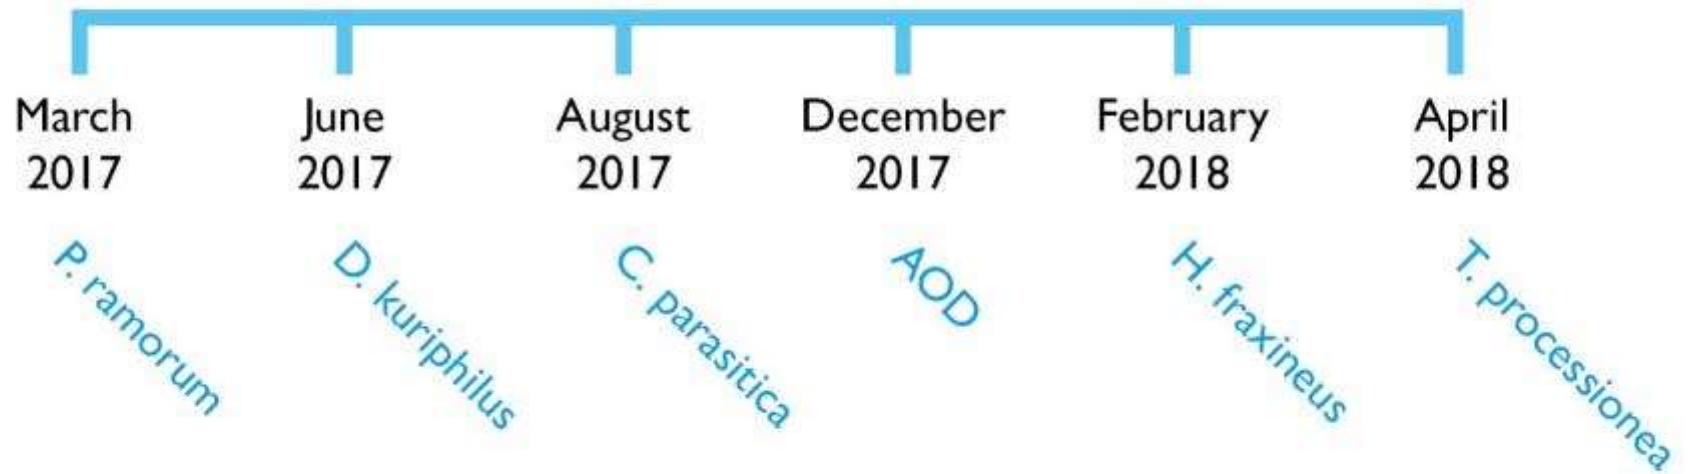 March
2017
June
2017
August
2017
December
2017
February
2018
April
2018
P. ramorum
D. kuriphilus
C. parasitica
AOD
H. fraxineus
T. processionea